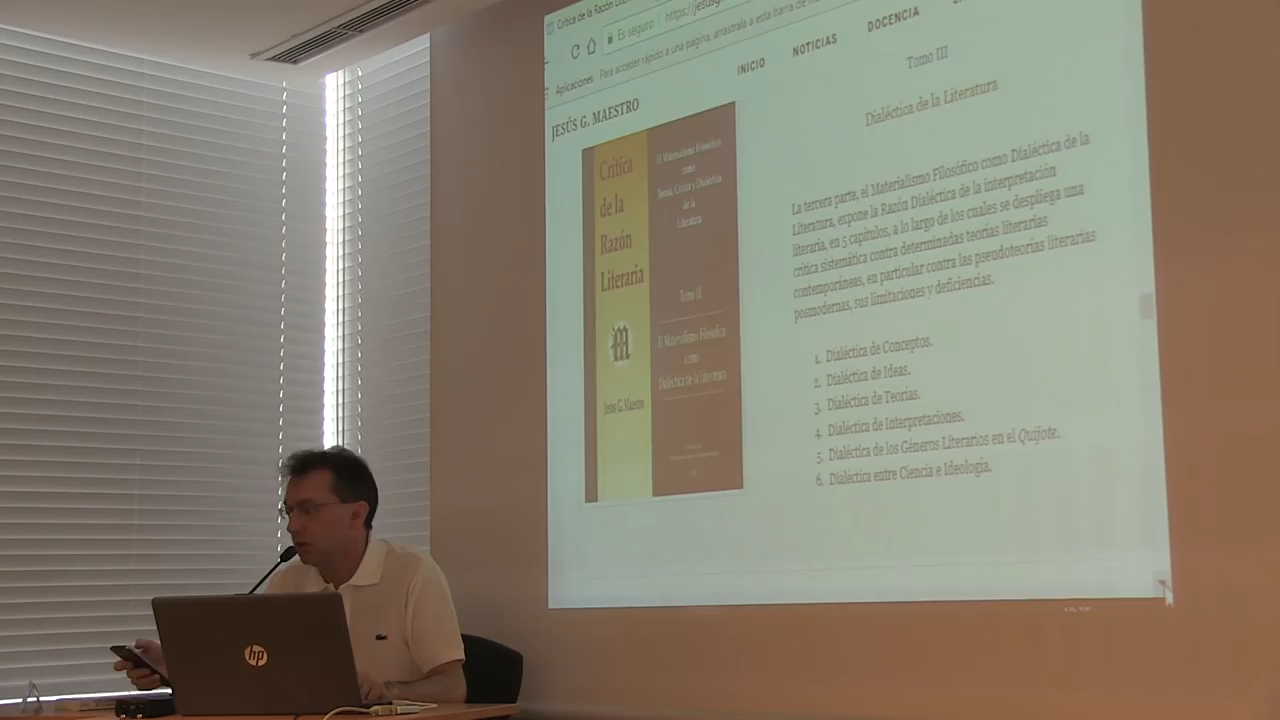 Crítica de la Razón
Es seguro https://jesus
Aplicaciones Para acceder rápido a una página, arrastrala a esta barra de
INICIO NOTICIAS DOCENCIA
JESÚS G. MAESTRO
Crítica
de la
Razón
Literaria
M
Jesús G. Maestro
El Materialismo Filosófico
como
Teoría, Crítica y Dialéctica
de la
Literatura
Tomo III
El Materialismo Filosófico
como
Dialéctica de la Literatura
Tomo III
Dialéctica de la Literatura
La tercera parte, el Materialismo Filosófico como Dialéctica de la
Literatura, expone la Razón Dialéctica de la interpretación
literaria, en 5 capítulos, a lo largo de los cuales se despliega una
crítica sistemática contra determinadas teorías literarias
contemporáneas, en particular contra las pseudoteorías literarias
posmodernas, sus limitaciones y deficiencias.
1. Dialéctica de Conceptos.
2. Dialéctica de Ideas.
3. Dialéctica de Teorías.
4. Dialéctica de Interpretaciones.
5. Dialéctica de los Géneros Literarios en el Quijote.
6. Dialéctica entre Ciencia e Ideología.
hp